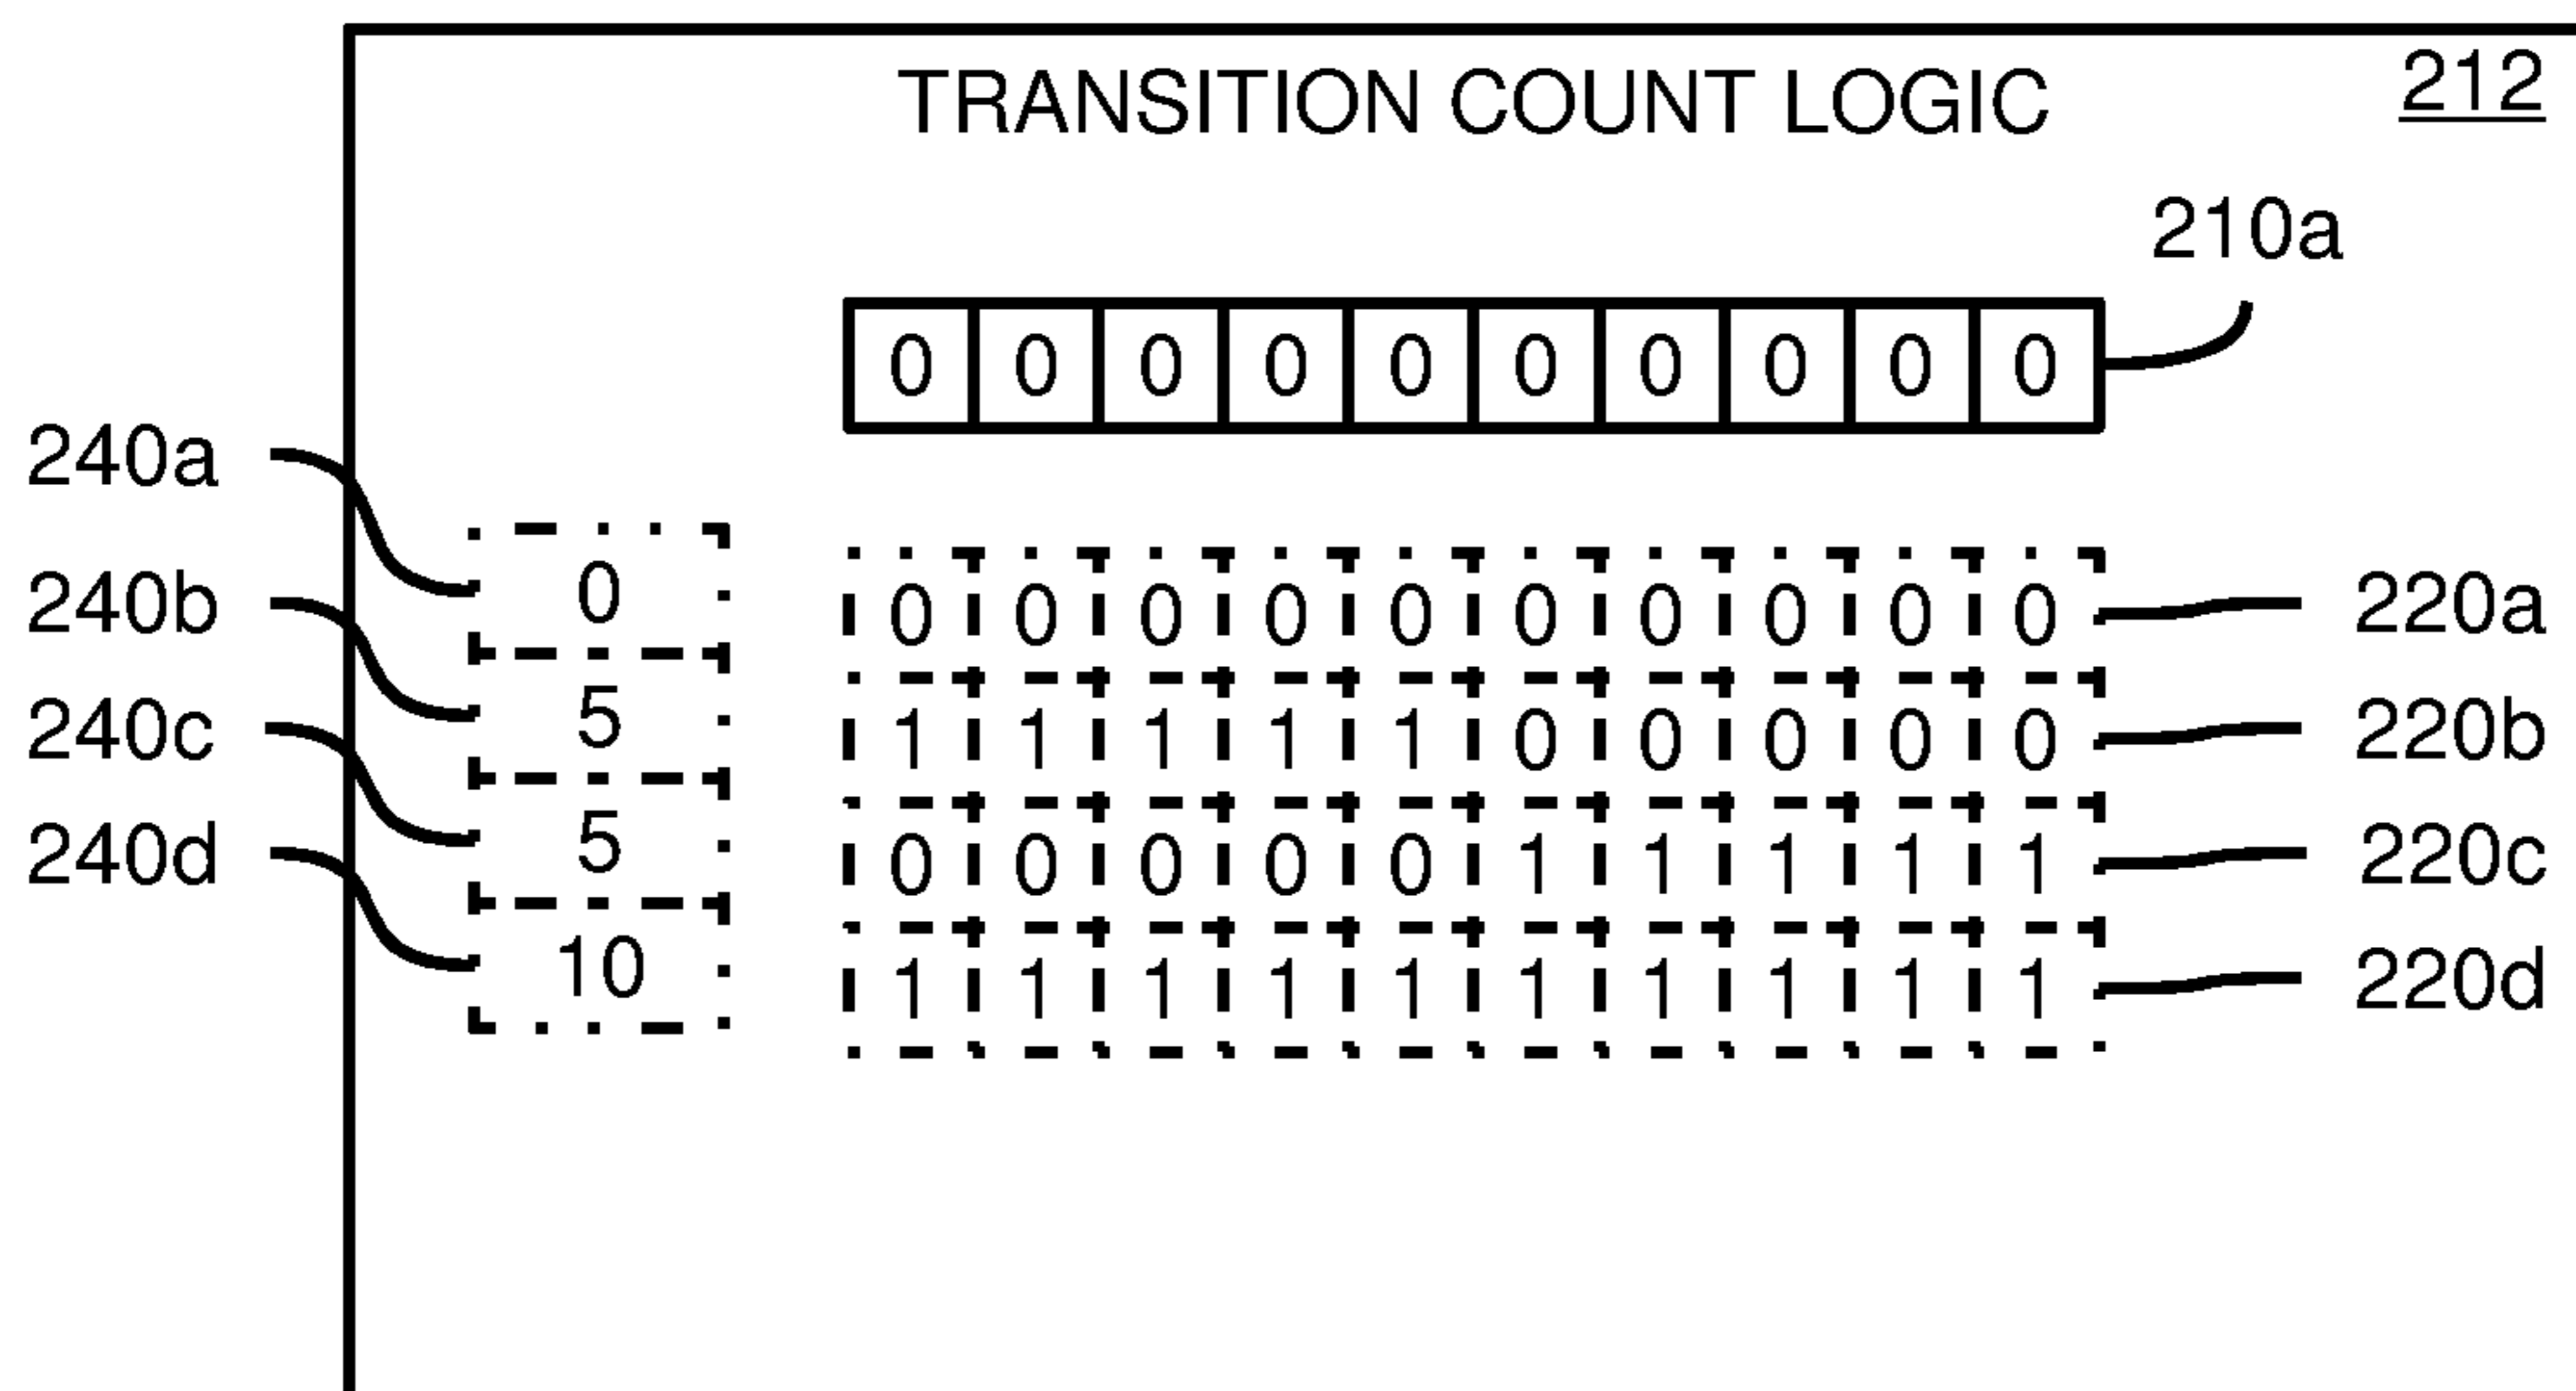 TRANSITION COUNT LOGIC 212
210a
0 0 0 0 0 0 0 0 0 0
240a
240b 0 0 0 0 0 0 0 0 0 0 0 220a
240c 5 1 1 1 1 1 0 0 0 0 0 220b
240d 5 0 0 0 0 0 1 1 1 1 1 220c
10 1 1 1 1 1 1 1 1 1 1 220d